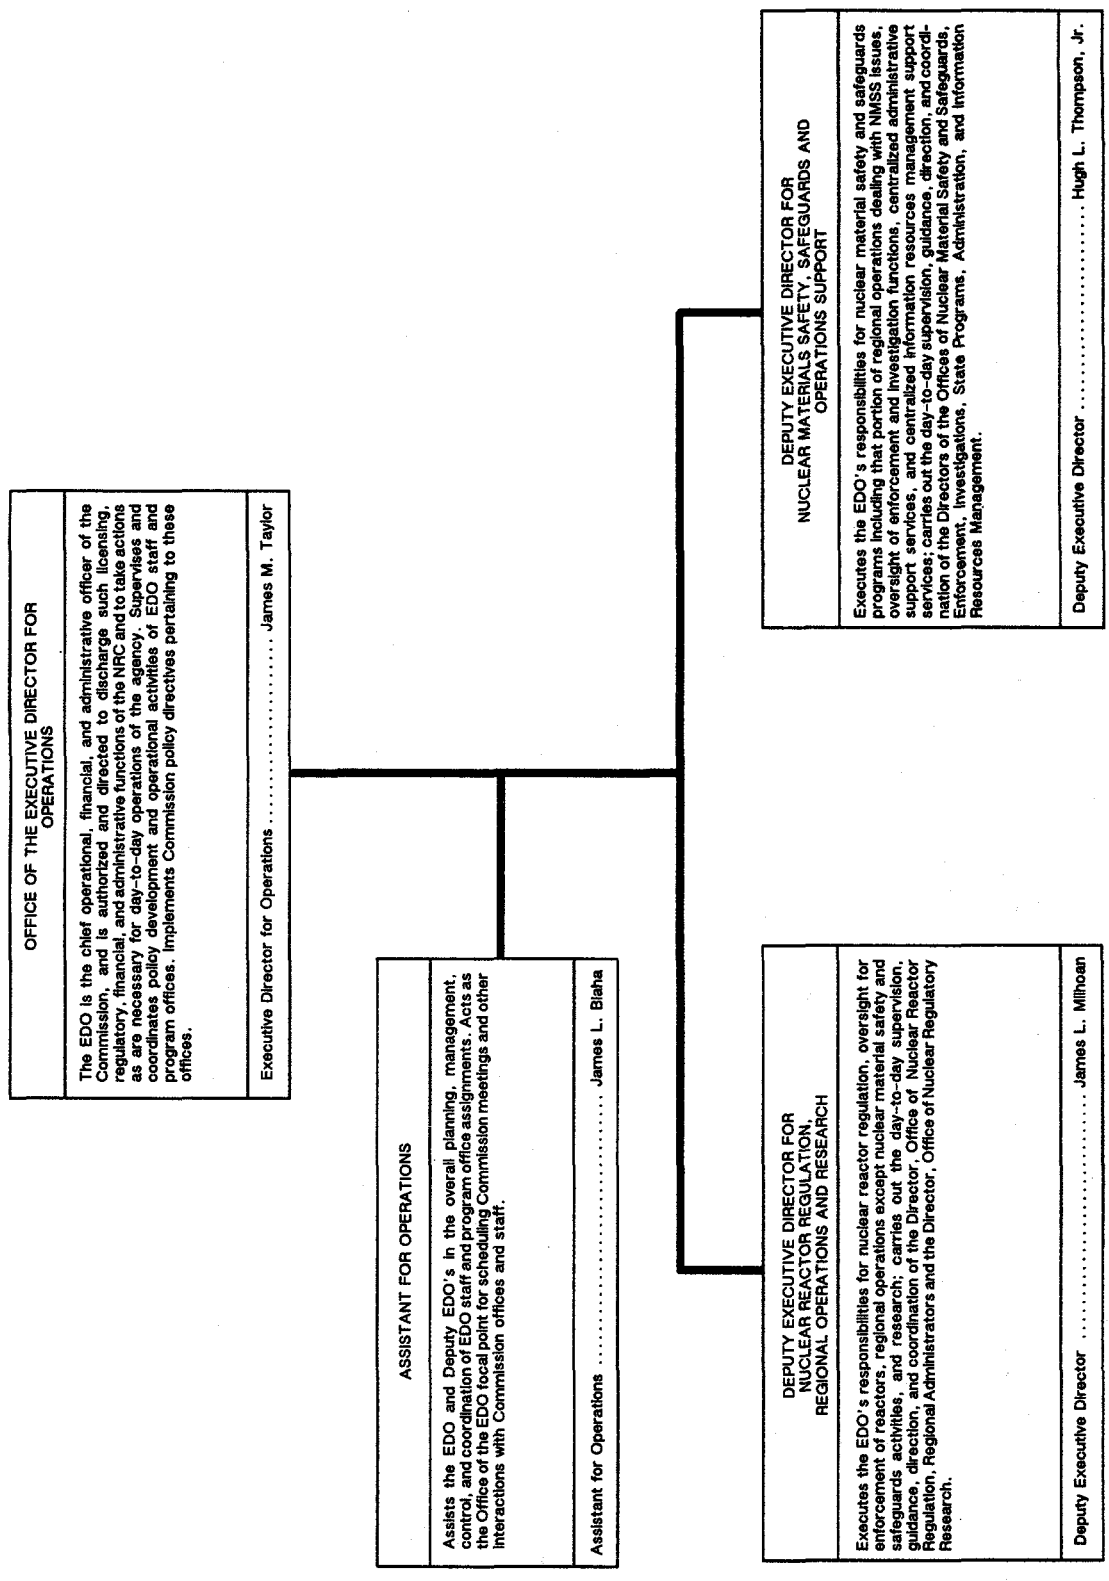 OFFICE OF THE EXECUTIVE DIRECTOR FOR
OPERATIONS
The EDO is the chief operational, financial, and administrative officer of the
Commission, and is authorized and directed to discharge such licensing,
regulatory, financial, and administrative functions of the NRC and to take actions
as are necessary for day-to-day operations of the agency. Supervises and
coordinates policy development and operational activities of EDO staff and
program offices. Implements Commission policy directives pertaining to these
offices.
Executive Director for Operations .................... James M. Taylor
ASSISTANT FOR OPERATIONS
Assists the EDO and Deputy EDO's in the overall planning, management,
control, and coordination of EDO staff and program office assignments. Acts as
the Office of the EDO focal point for scheduling Commission meetings and other
interactions with Commission offices and staff.
Assistant for Operations .............................. James L. Blaha
DEPUTY EXECUTIVE DIRECTOR FOR
NUCLEAR REACTOR REGULATION,
REGIONAL OPERATIONS AND RESEARCH
Executes the EDO's responsibilities for nuclear reactor regulation, oversight for
enforcement of reactors, regional operations except nuclear material safety and
safeguards activities, and research; carries out the day-to-day supervision,
guidance, direction, and coordination of the Director, Office of Nuclear Reactor
Regulation, Regional Administrators and the Director, Office of Nuclear Regulatory
Research.
Deputy Executive Director .............................. James L. Milhoan
DEPUTY EXECUTIVE DIRECTOR FOR
NUCLEAR MATERIALS SAFETY, SAFEGUARDS AND
OPERATIONS SUPPORT
Executes the EDO's responsibilities for nuclear material safety and safeguards
programs including that portion of regional operations dealing with NMSS issues,
oversight of enforcement and investigation functions, centralized administrative
support services, and centralized information resources management support
services; carries out the day-to-day supervision, guidance, direction, and coordi-
nation of the Directors of the Offices of Nuclear Material Safety and Safeguards,
Enforcement, Investigations, State Programs, Administration, and Information
Resources Management.
Deputy Executive Director .................... Hugh L. Thompson, Jr.